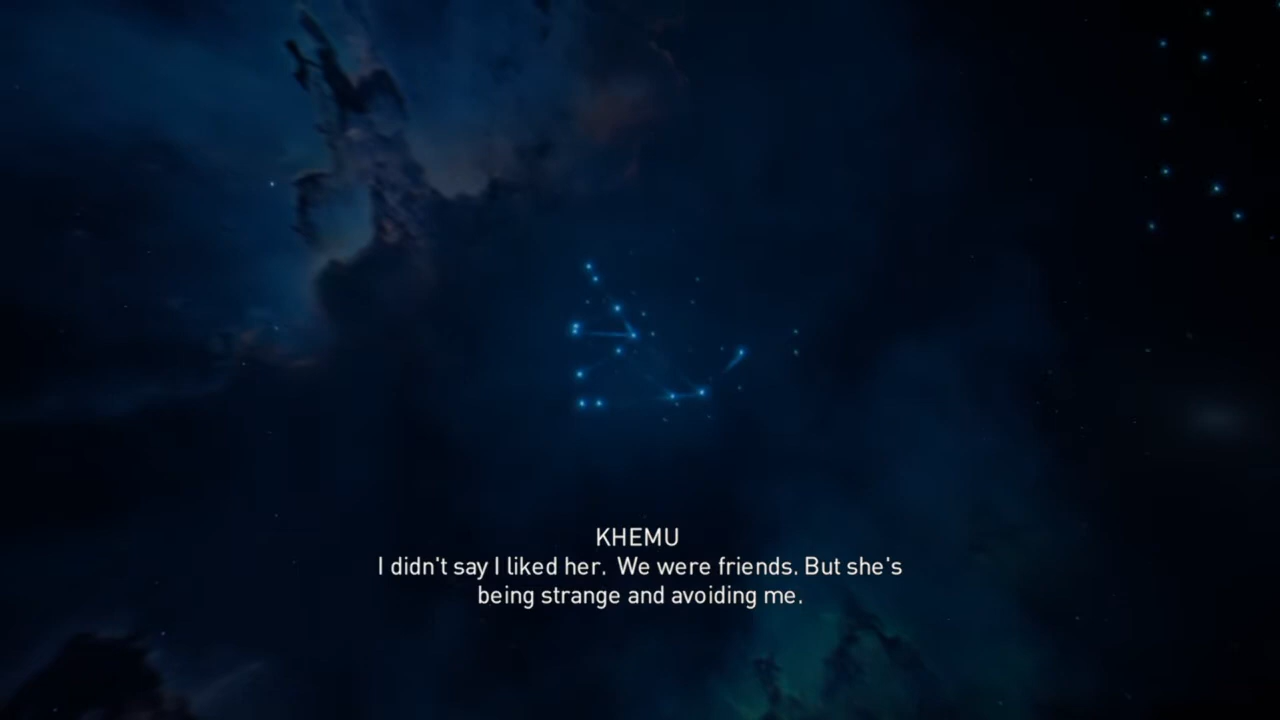 KHEMU
I didn't say I liked her.  We were friends. But she's
being strange and avoiding me.